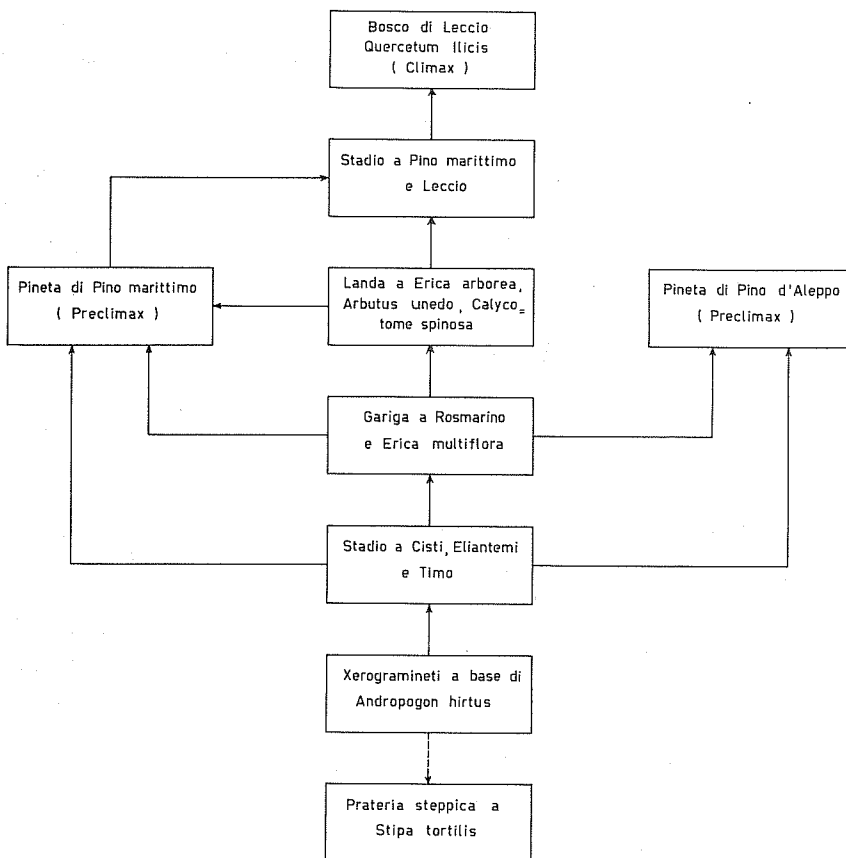 Bosco di Leccio
Quercetum Ilicis
( Climax )
Stadio a Pino marittimo
e Leccio
Pineta di Pino marittimo
( Preclimax )
Landa a Erica arborea,
Arbutus unedo, Calyco=
tome spinosa
Pineta di Pino d'Aleppo
( Preclimax )
Gariga a Rosmarino
e Erica multiflora
Stadio a Cisti, Eliantemi
e Timo
Xerogramineti a base di
Andropogon hirtus
Prateria steppica a
Stipa tortilis